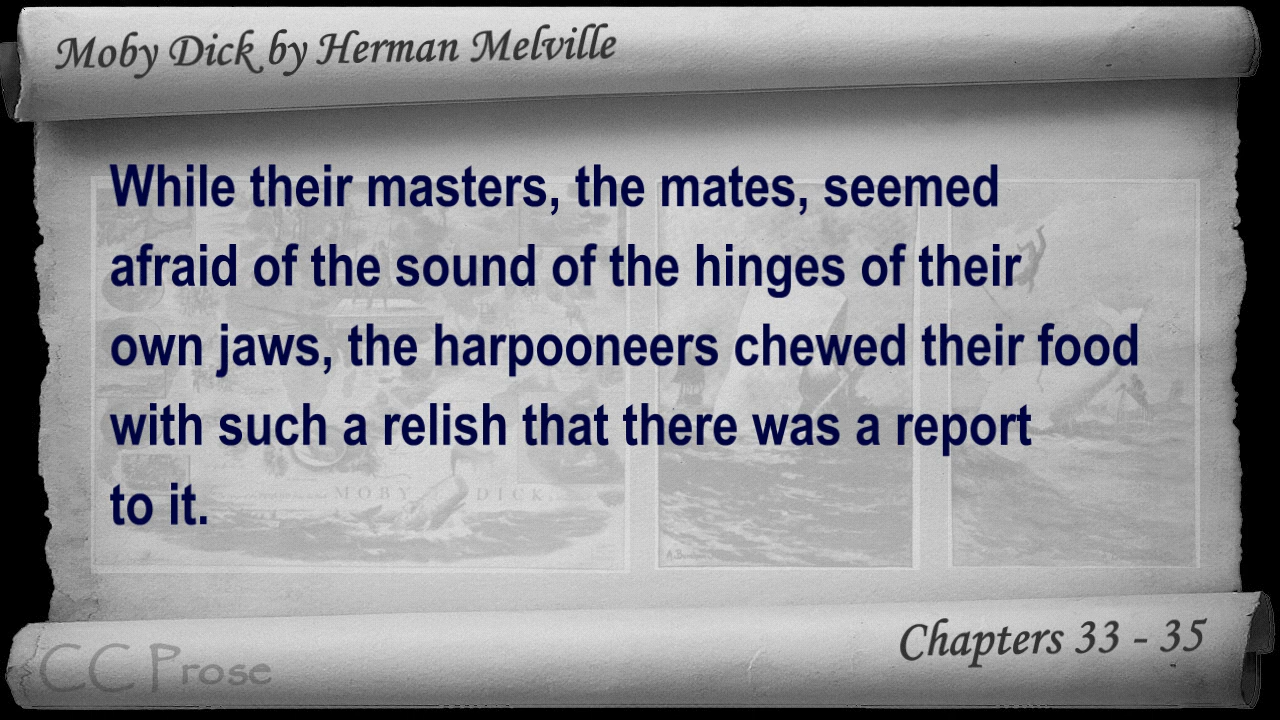 Moby Dick by Herman Melville
While their masters, the mates, seemed
afraid of the sound of the hinges of their
own jaws, the harpooneers chewed their food
with such a relish that there was a report
to it.
MOBY DICK
Chapters 33 - 35
CC Prose